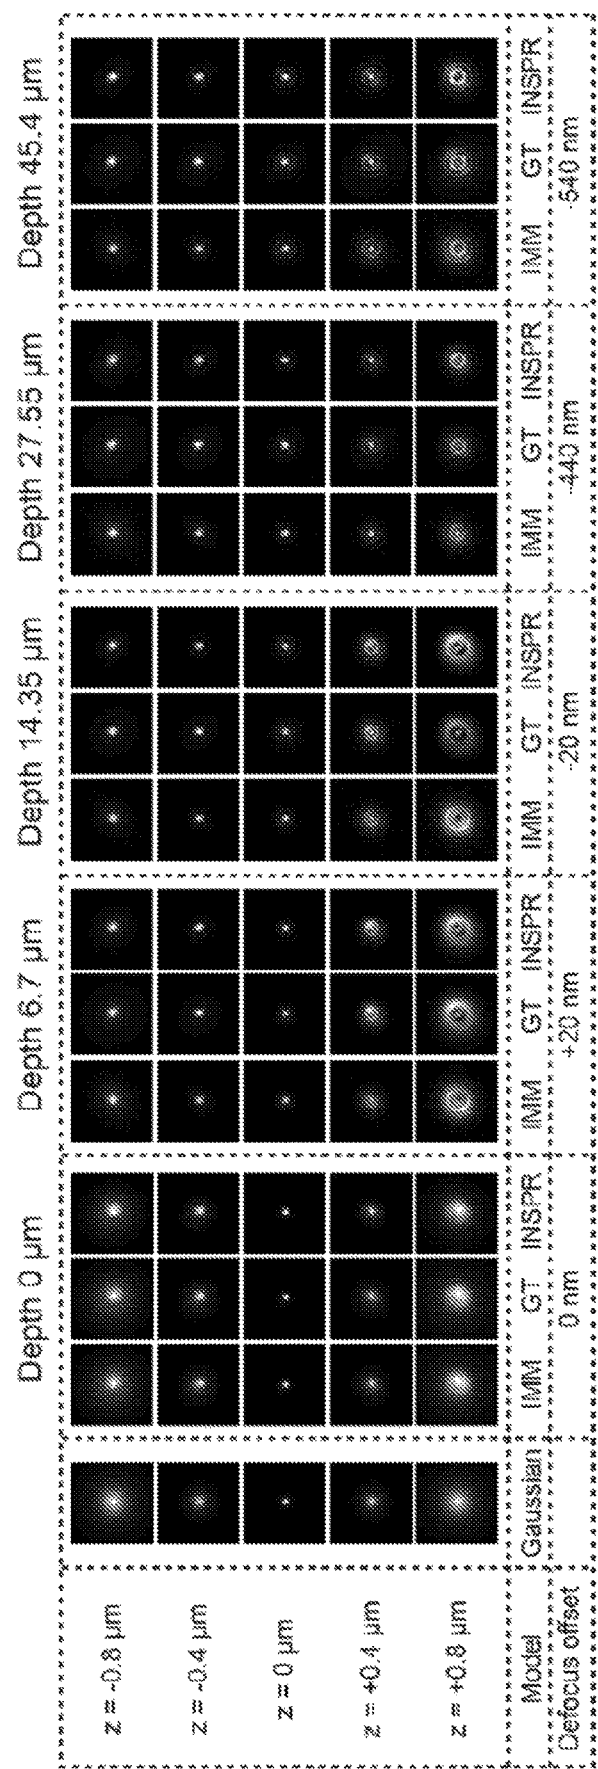 Depth 0 µm
Depth 6.7 µm
Depth 14.35 µm
Depth 27.55 µm
Depth 45.4 µm
z = -0.8 µm
z = -0.4 µm
z = 0 µm
z = +0.4 µm
z = +0.8 µm
Model Gaussian IMM GT INSPR IMM GT INSPR IMM GT INSPR IMM GT INSPR IMM GT INSPR
Defocus offset 0 nm +20 nm -20 nm -440 nm -540 nm